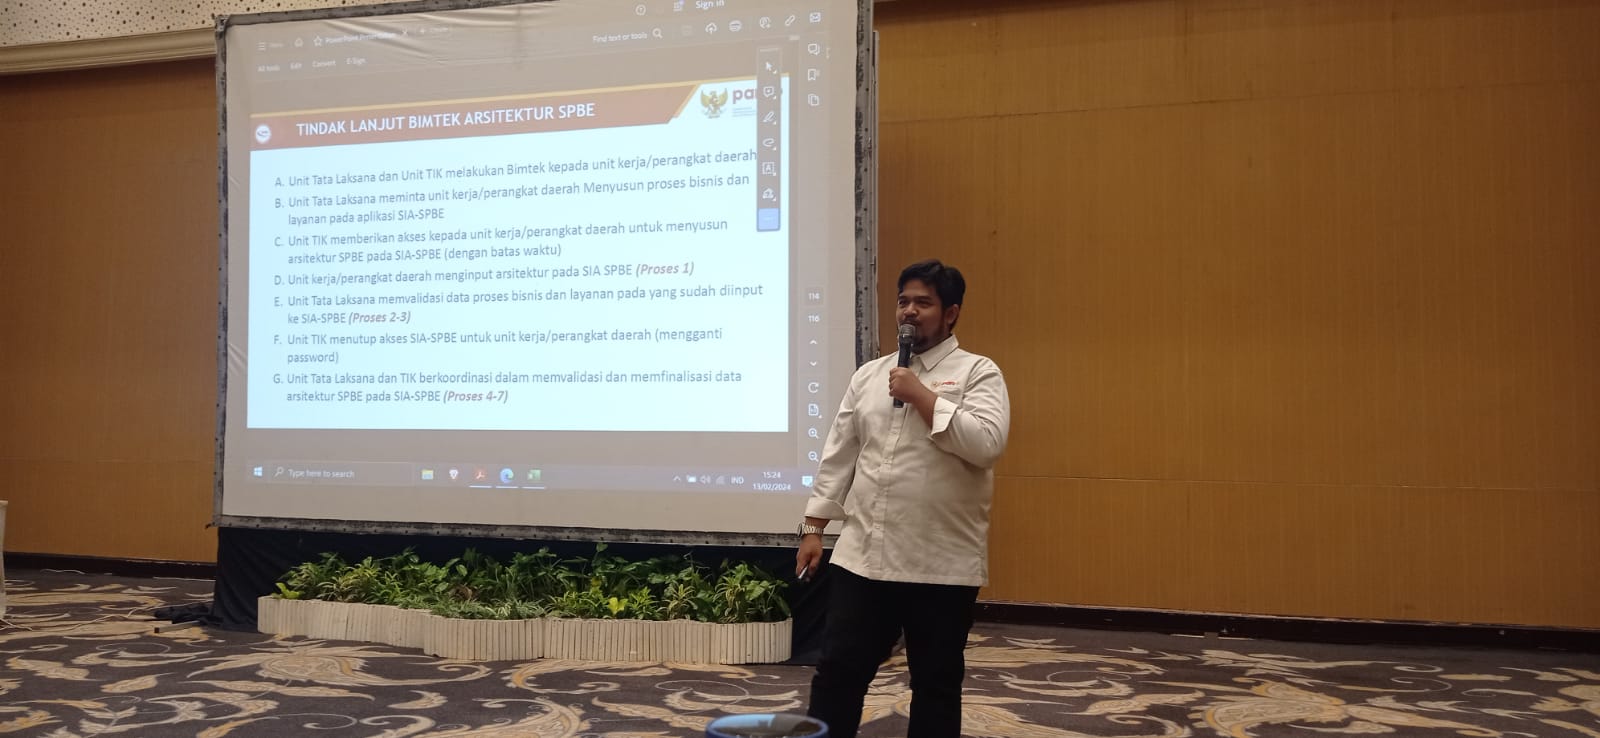 Sign in
Menu
PowerPoint Presentation
+ Create
Find text or tools
All tools Edit Convert E-Sign
TINDAK LANJUT BIMTEK ARSITEKTUR SPBE
A. Unit Tata Laksana dan Unit TIK melakukan Bimtek kepada unit kerja/perangkat daerah
B. Unit Tata Laksana meminta unit kerja/perangkat daerah Menyusun proses bisnis dan
layanan pada aplikasi SIA-SPBE
C. Unit TIK memberikan akses kepada unit kerja/perangkat daerah untuk menyusun
arsitektur SPBE pada SIA-SPBE (dengan batas waktu)
D. Unit kerja/perangkat daerah menginput arsitektur pada SIA SPBE (Proses 1)
E. Unit Tata Laksana memvalidasi data proses bisnis dan layanan pada yang sudah diinput
ke SIA-SPBE (Proses 2-3)
F. Unit TIK menutup akses SIA-SPBE untuk unit kerja/perangkat daerah (mengganti
password)
G. Unit Tata Laksana dan TIK berkoordinasi dalam memvalidasi dan memfinalisasi data
arsitektur SPBE pada SIA-SPBE (Proses 4-7)
114
116
Type here to search
IND
15:24
13/02/2024